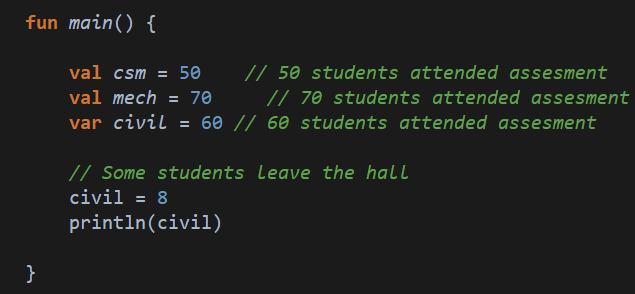 fun main() {
val csm = 50 // 50 students attended assesment
val mech = 70 // 70 students attended assesment
var civil = 60 // 60 students attended assesment
// Some students leave the hall
civil = 8
println(civil)
}